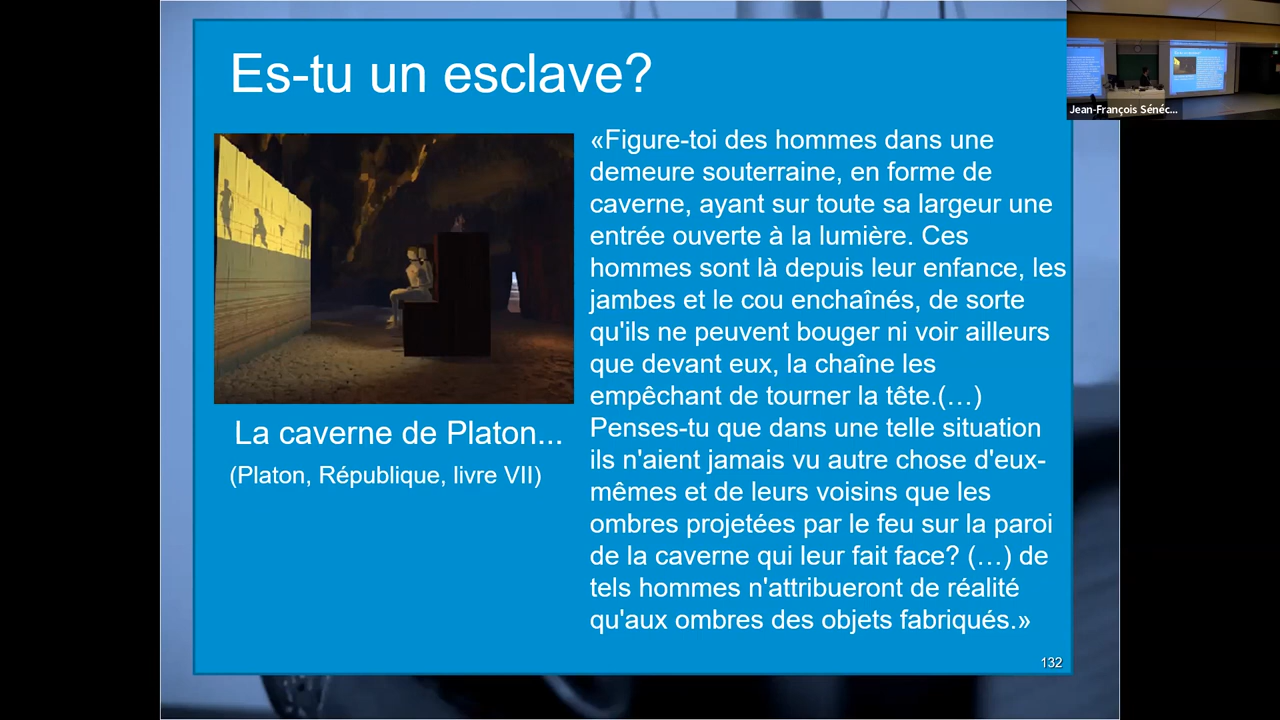 Es-tu un esclave?
«Figure-toi des hommes dans une
demeure souterraine, en forme de
caverne, ayant sur toute sa largeur une
entrée ouverte à la lumière. Ces
hommes sont là depuis leur enfance, les
jambes et le cou enchaînés, de sorte
qu'ils ne peuvent bouger ni voir ailleurs
que devant eux, la chaîne les
empêchant de tourner la tête.(…)
Penses-tu que dans une telle situation
ils n'aient jamais vu autre chose d'eux-
mêmes et de leurs voisins que les
ombres projetées par le feu sur la paroi
de la caverne qui leur fait face? (…) de
tels hommes n'attribueront de réalité
qu'aux ombres des objets fabriqués.»
La caverne de Platon...
(Platon, République, livre VII)
132
Jean-François Sénéc...